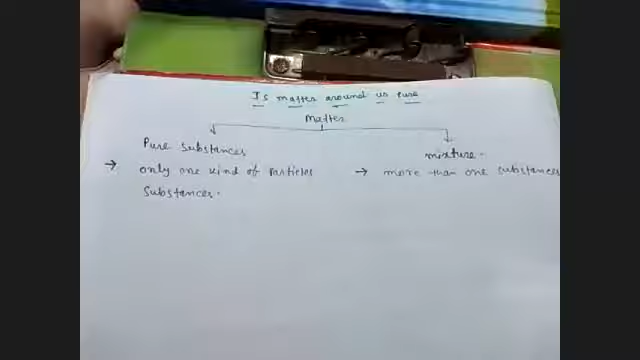 Is matter around us Pure
Matter
Pure Substances
→ only one kind of Particles
Substances.
mixture.
→ more than one substances